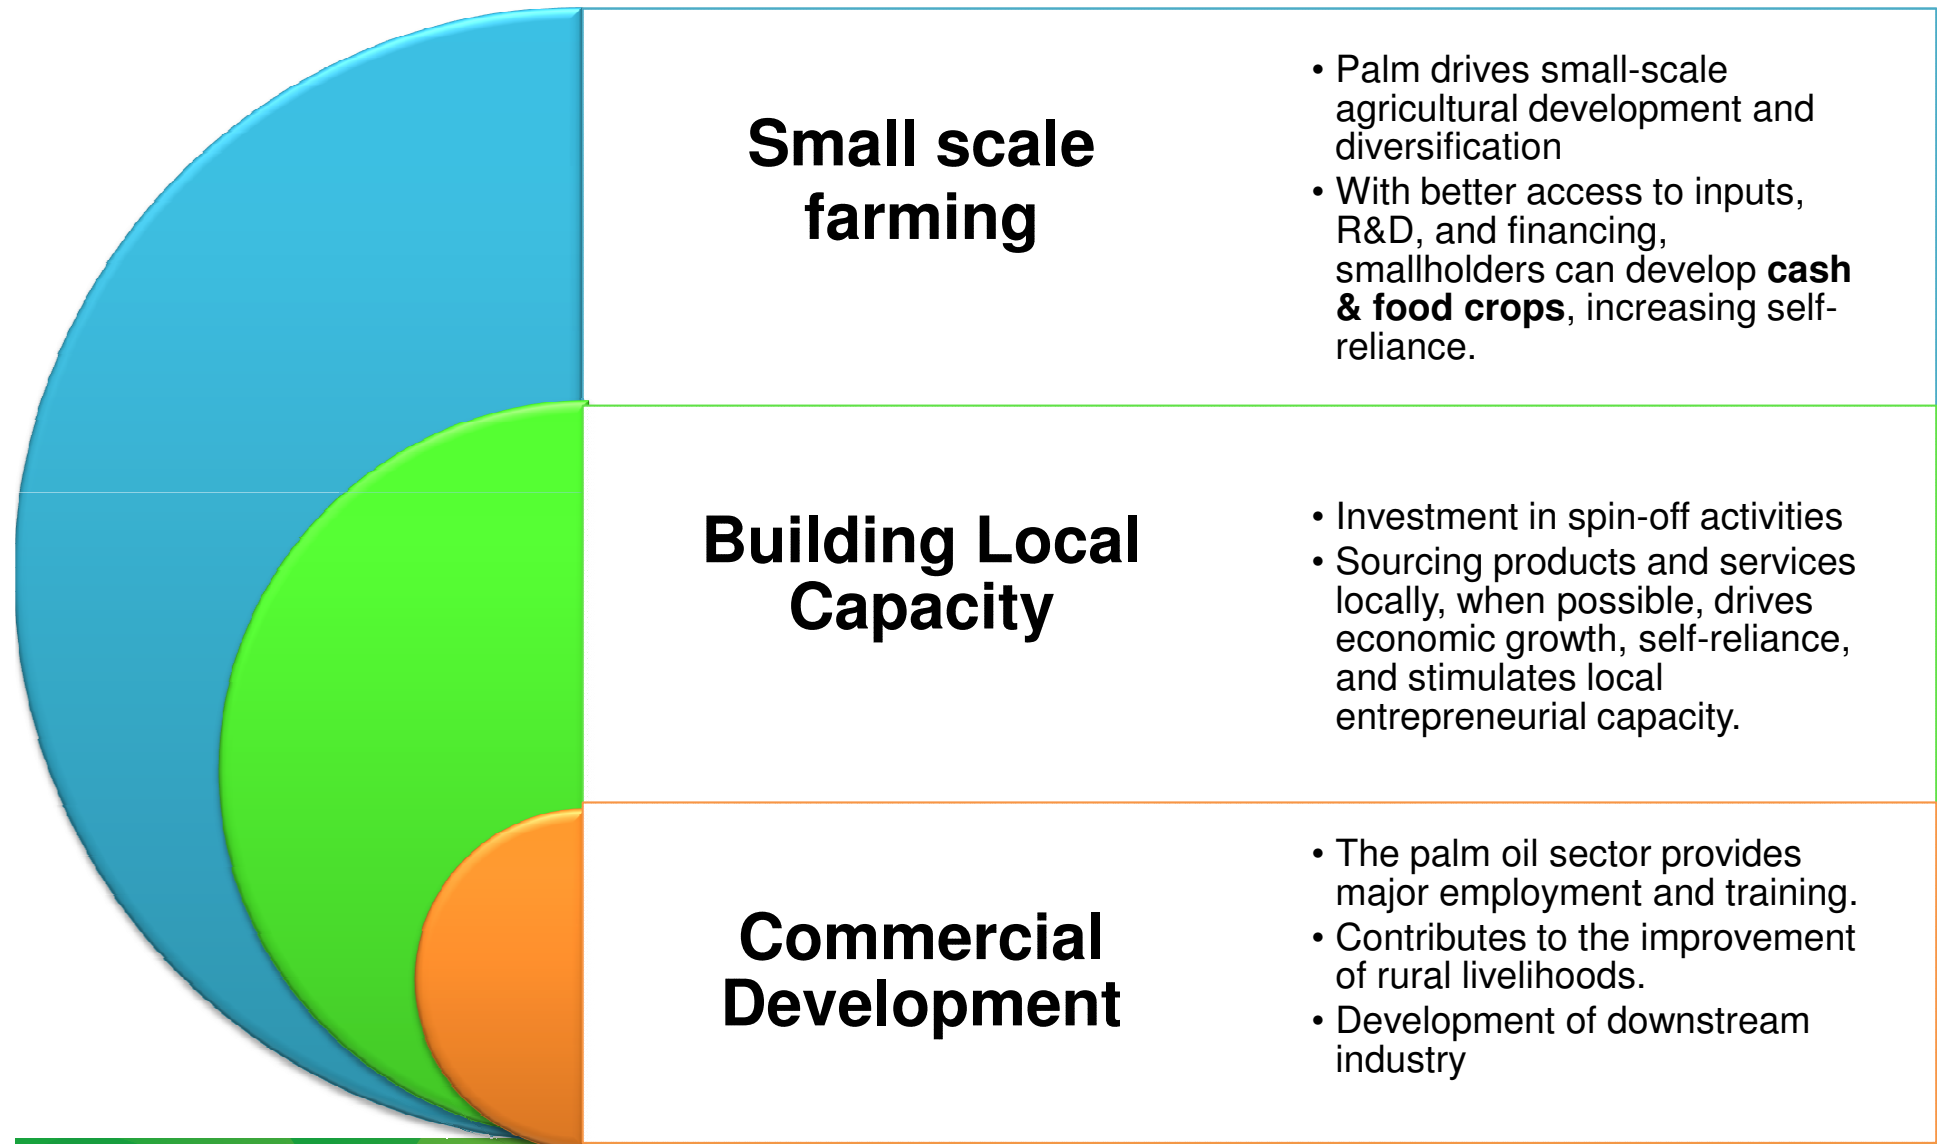 Small scale
farming
• Palm drives small-scale
agricultural development and
diversification
• With better access to inputs,
R&D, and financing,
smallholders can develop cash
& food crops, increasing self-
reliance.
Building Local
Capacity
• Investment in spin-off activities
• Sourcing products and services
locally, when possible, drives
economic growth, self-reliance,
and stimulates local
entrepreneurial capacity.
Commercial
Development
• The palm oil sector provides
major employment and training.
• Contributes to the improvement
of rural livelihoods.
• Development of downstream
industry